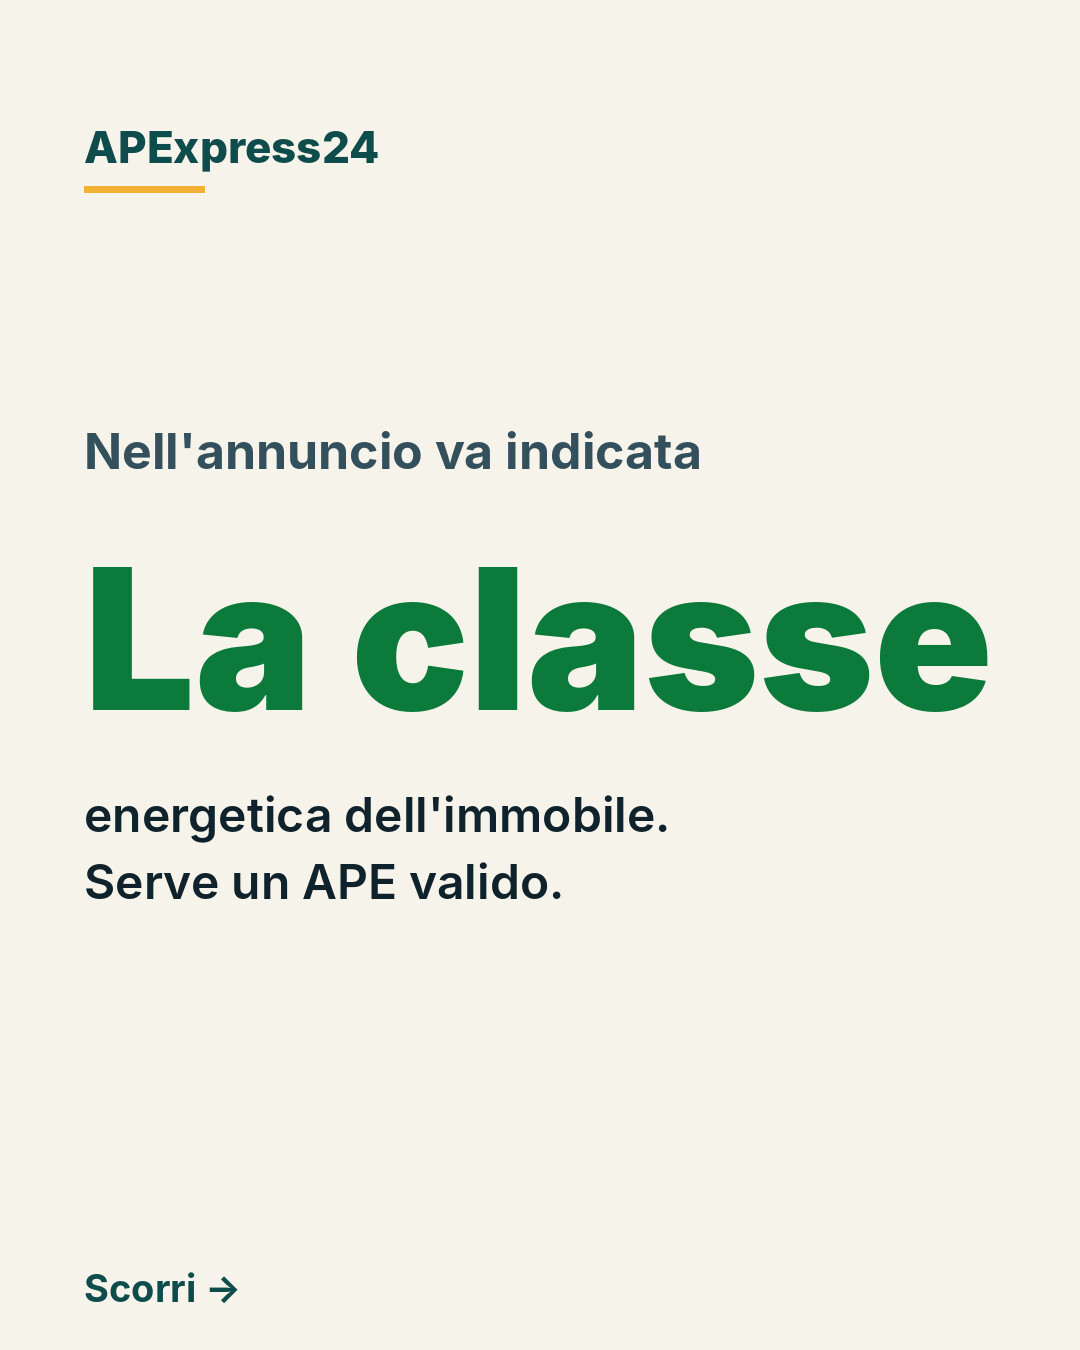 APExpress24
Nell'annuncio va indicata
La classe
energetica dell'immobile.
Serve un APE valido.
Scorri →